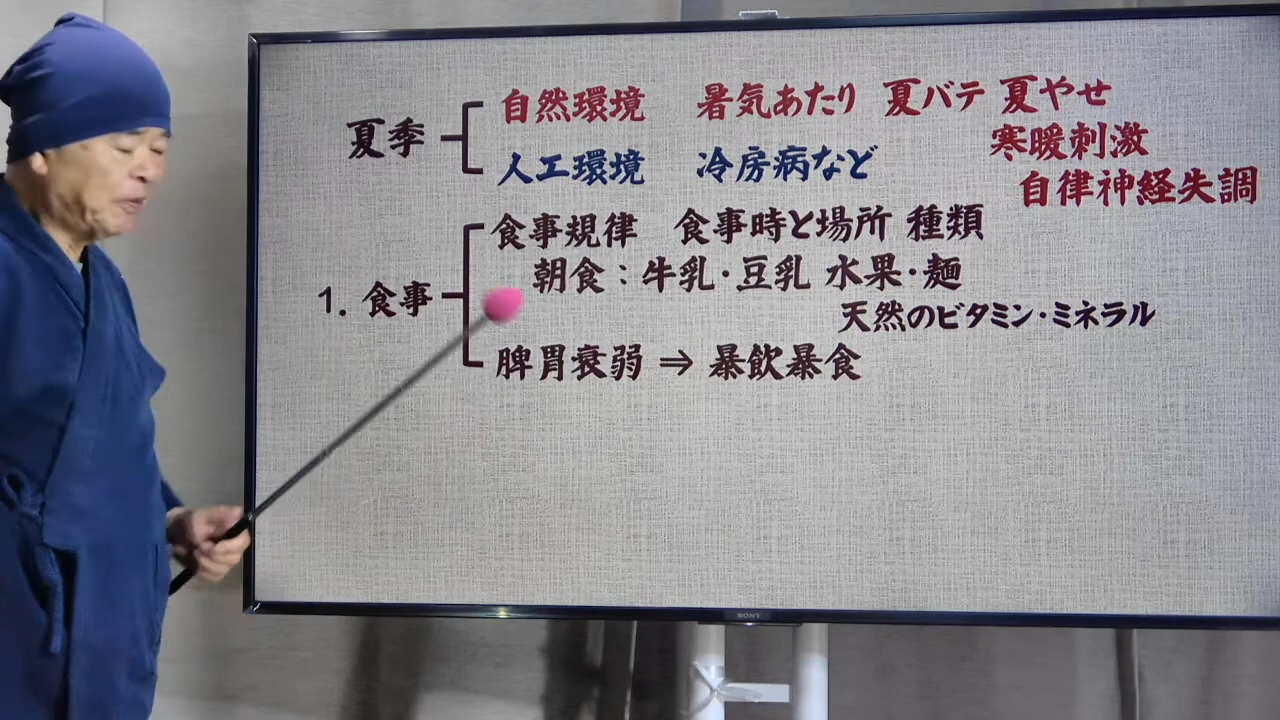 夏季
自然環境 暑気あたり 夏バテ 夏やせ
寒暖刺激
人工環境 冷房病など
自律神経失調
1. 食事
食事規律 食事時と場所 種類
朝食：牛乳・豆乳 水果・麺
天然のビタミン・ミネラル
脾胃衰弱 ⇒ 暴飲暴食
SONY